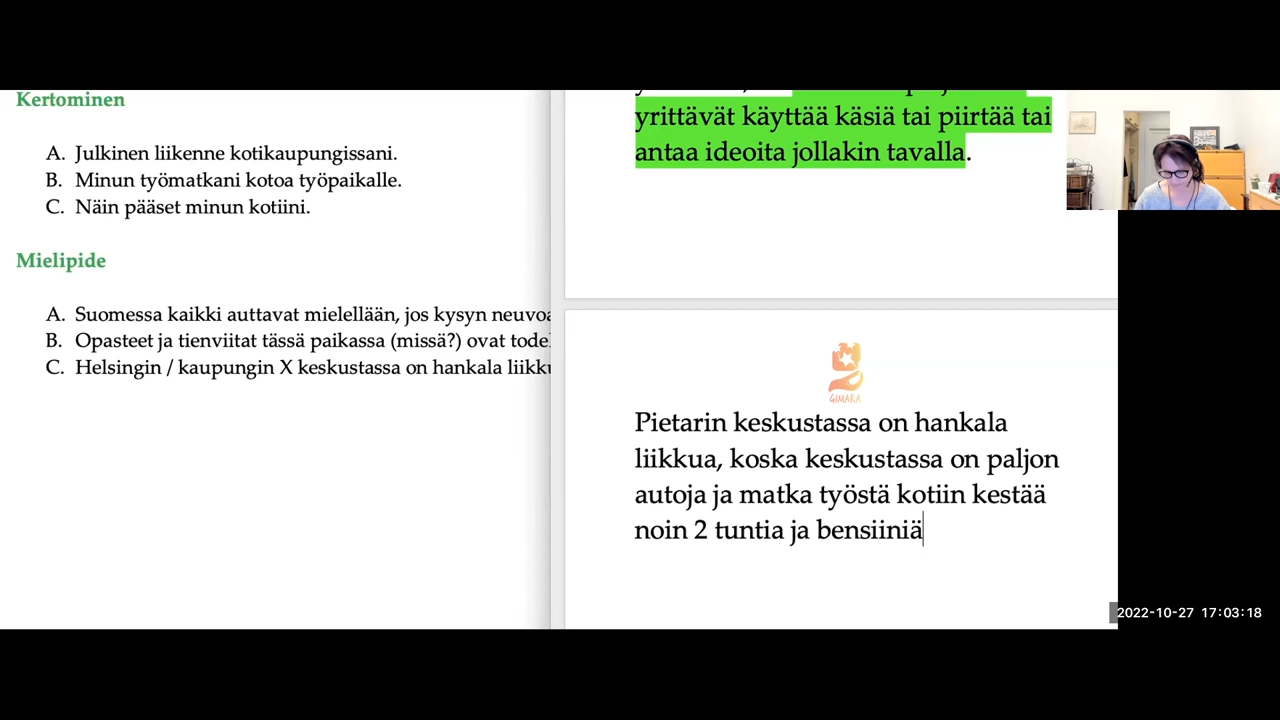 Kertominen
A. Julkinen liikenne kotikaupungissani.
B. Minun työmatkani kotoa työpaikalle.
C. Näin pääset minun kotiini.
Mielipide
A. Suomessa kaikki auttavat mielellään, jos kysyn
B. Opasteet ja tienviitat tässä paikassa (missä?) ovat
C. Helsingin / kaupungin X keskustassa on hankala
yrittävät käyttää käsiä tai piirtää tai
antaa ideoita jollakin tavalla.
GIMARA
Pietarin keskustassa on hankala
liikkua, koska keskustassa on paljon
autoja ja matka työstä kotiin kestää
noin 2 tuntia ja bensiiniä
2022-10-27 17:03:18